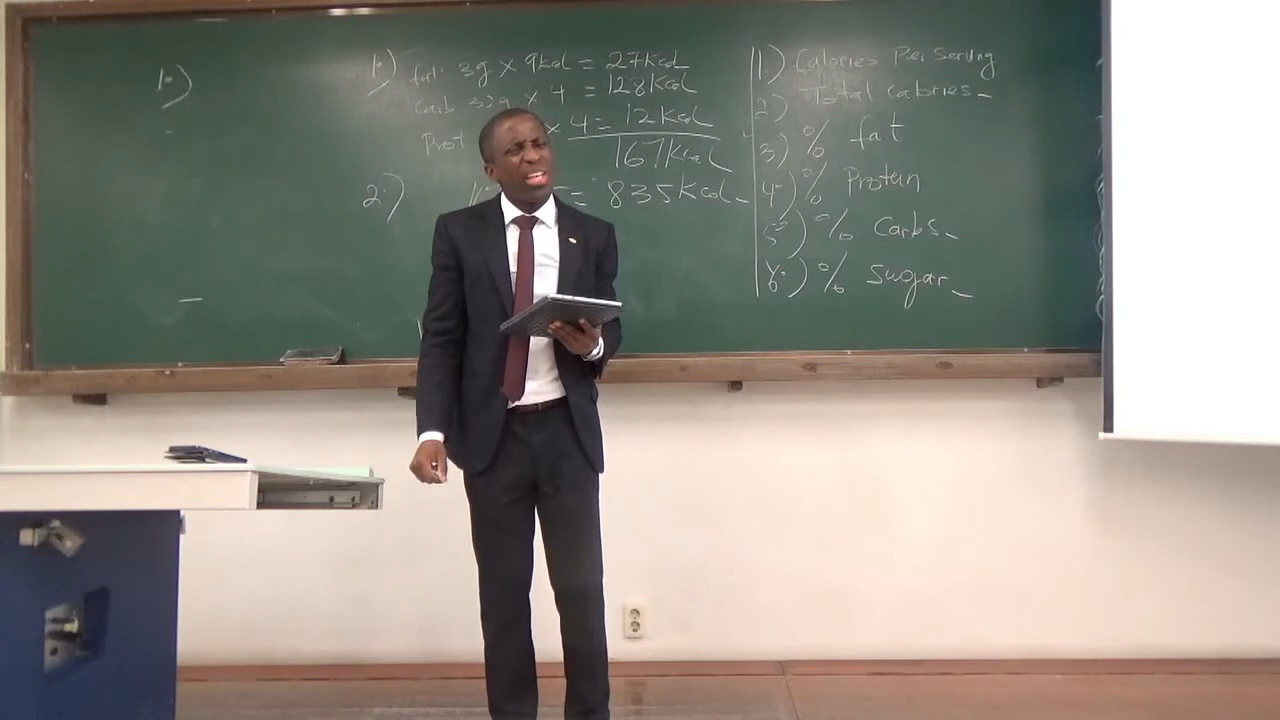 1.)
1.) fat: 3g x 9kcal = 27kcal
Carb 32g x 4 = 128kcal
Prot x 4 = 12kcal
167kcal
2.) = 835kcal
1.) Calories Per Serving
2.) Total calories
3.) % fat
4.) % Protein
5.) % Carbs
6.) % Sugar